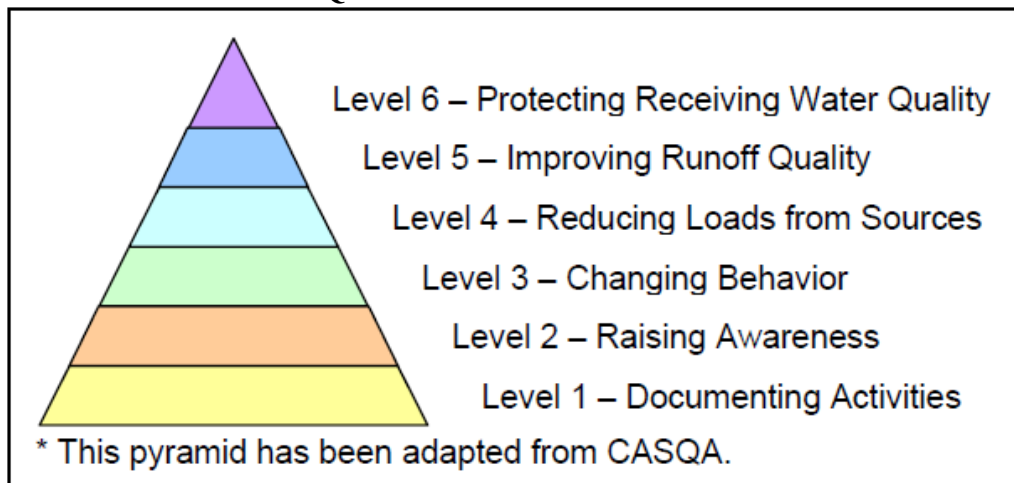 Level 6 – Protecting Receiving Water Quality
Level 5 – Improving Runoff Quality
Level 4 – Reducing Loads from Sources
Level 3 – Changing Behavior
Level 2 – Raising Awareness
Level 1 – Documenting Activities
* This pyramid has been adapted from CASQA.